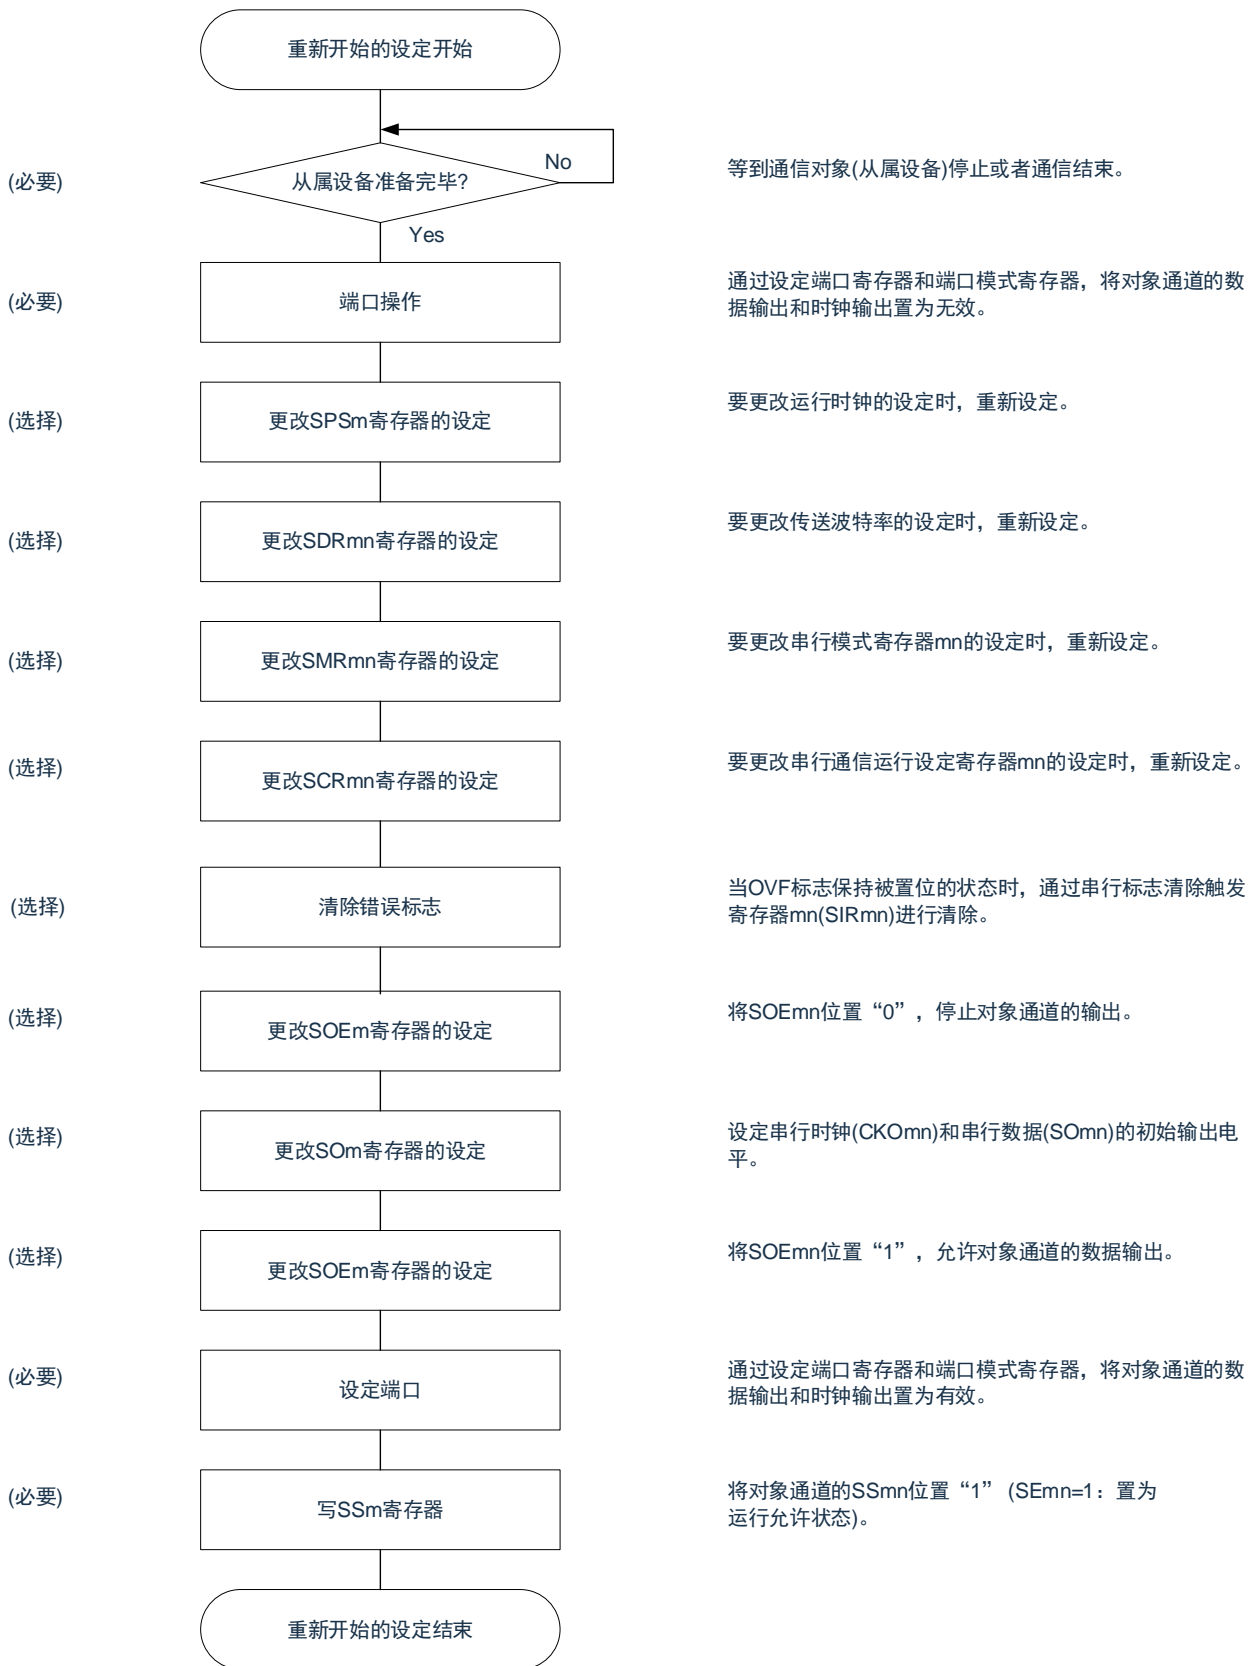 重新开始的设定开始
No
(必要)
从属设备准备完毕?
等到通信对象(从属设备)停止或者通信结束。
Yes
(必要)
端口操作
通过设定端口寄存器和端口模式寄存器，将对象通道的数
据输出和时钟输出置为无效。
(选择)
更改SPSm寄存器的设定
要更改运行时钟的设定时，重新设定。
(选择)
更改SDRmn寄存器的设定
要更改传送波特率的设定时，重新设定。
(选择)
更改SMRmn寄存器的设定
要更改串行模式寄存器mn的设定时，重新设定。
(选择)
更改SCRmn寄存器的设定
要更改串行通信运行设定寄存器mn的设定时，重新设定。
(选择)
清除错误标志
当OVF标志保持被置位的状态时，通过串行标志清除触发
寄存器mn(SIRmn)进行清除。
(选择)
更改SOEm寄存器的设定
将SOEmn位置“0”，停止对象通道的输出。
(选择)
更改SOm寄存器的设定
设定串行时钟(CKOmn)和串行数据(SOmn)的初始输出电
平。
(选择)
更改SOEm寄存器的设定
将SOEmn位置“1”，允许对象通道的数据输出。
(必要)
设定端口
通过设定端口寄存器和端口模式寄存器，将对象通道的数
据输出和时钟输出置为有效。
(必要)
写SSm寄存器
将对象通道的SSmn位置“1” (SEmn=1：置为
运行允许状态)。
重新开始的设定结束